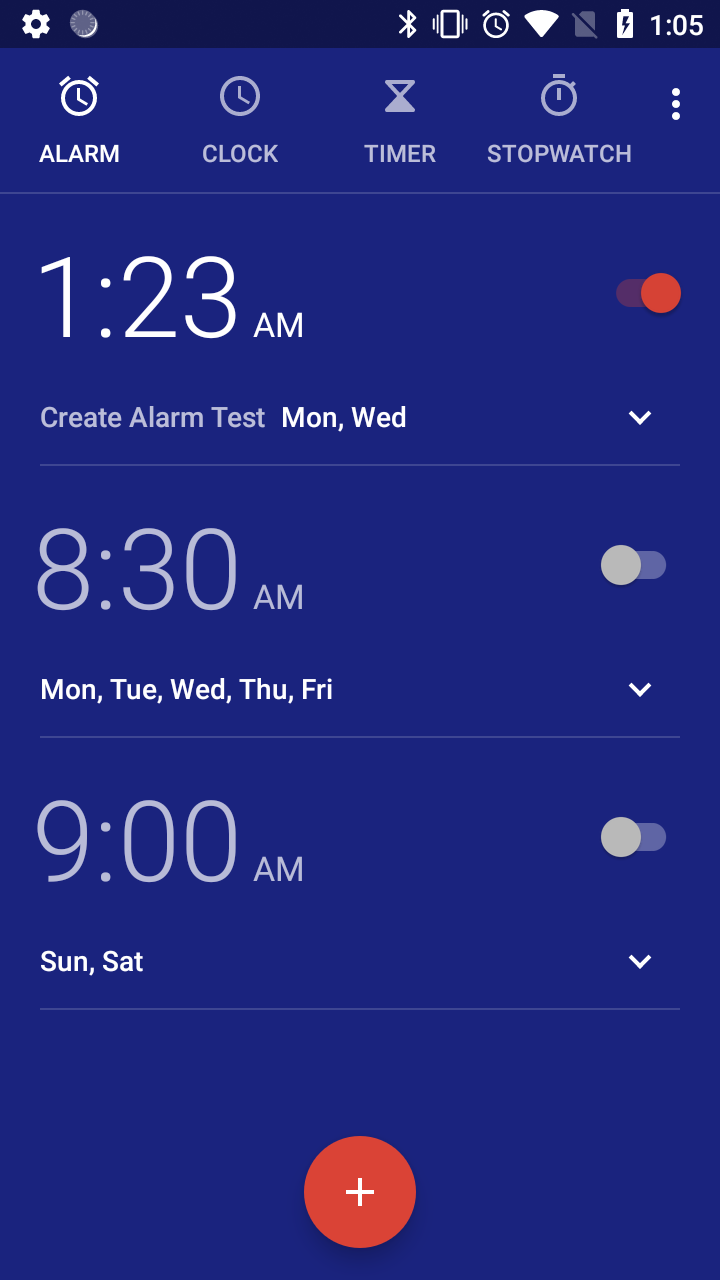 1:05
ALARM CLOCK TIMER STOPWATCH
1:23 AM
Create Alarm Test Mon, Wed
8:30 AM
Mon, Tue, Wed, Thu, Fri
9:00 AM
Sun, Sat